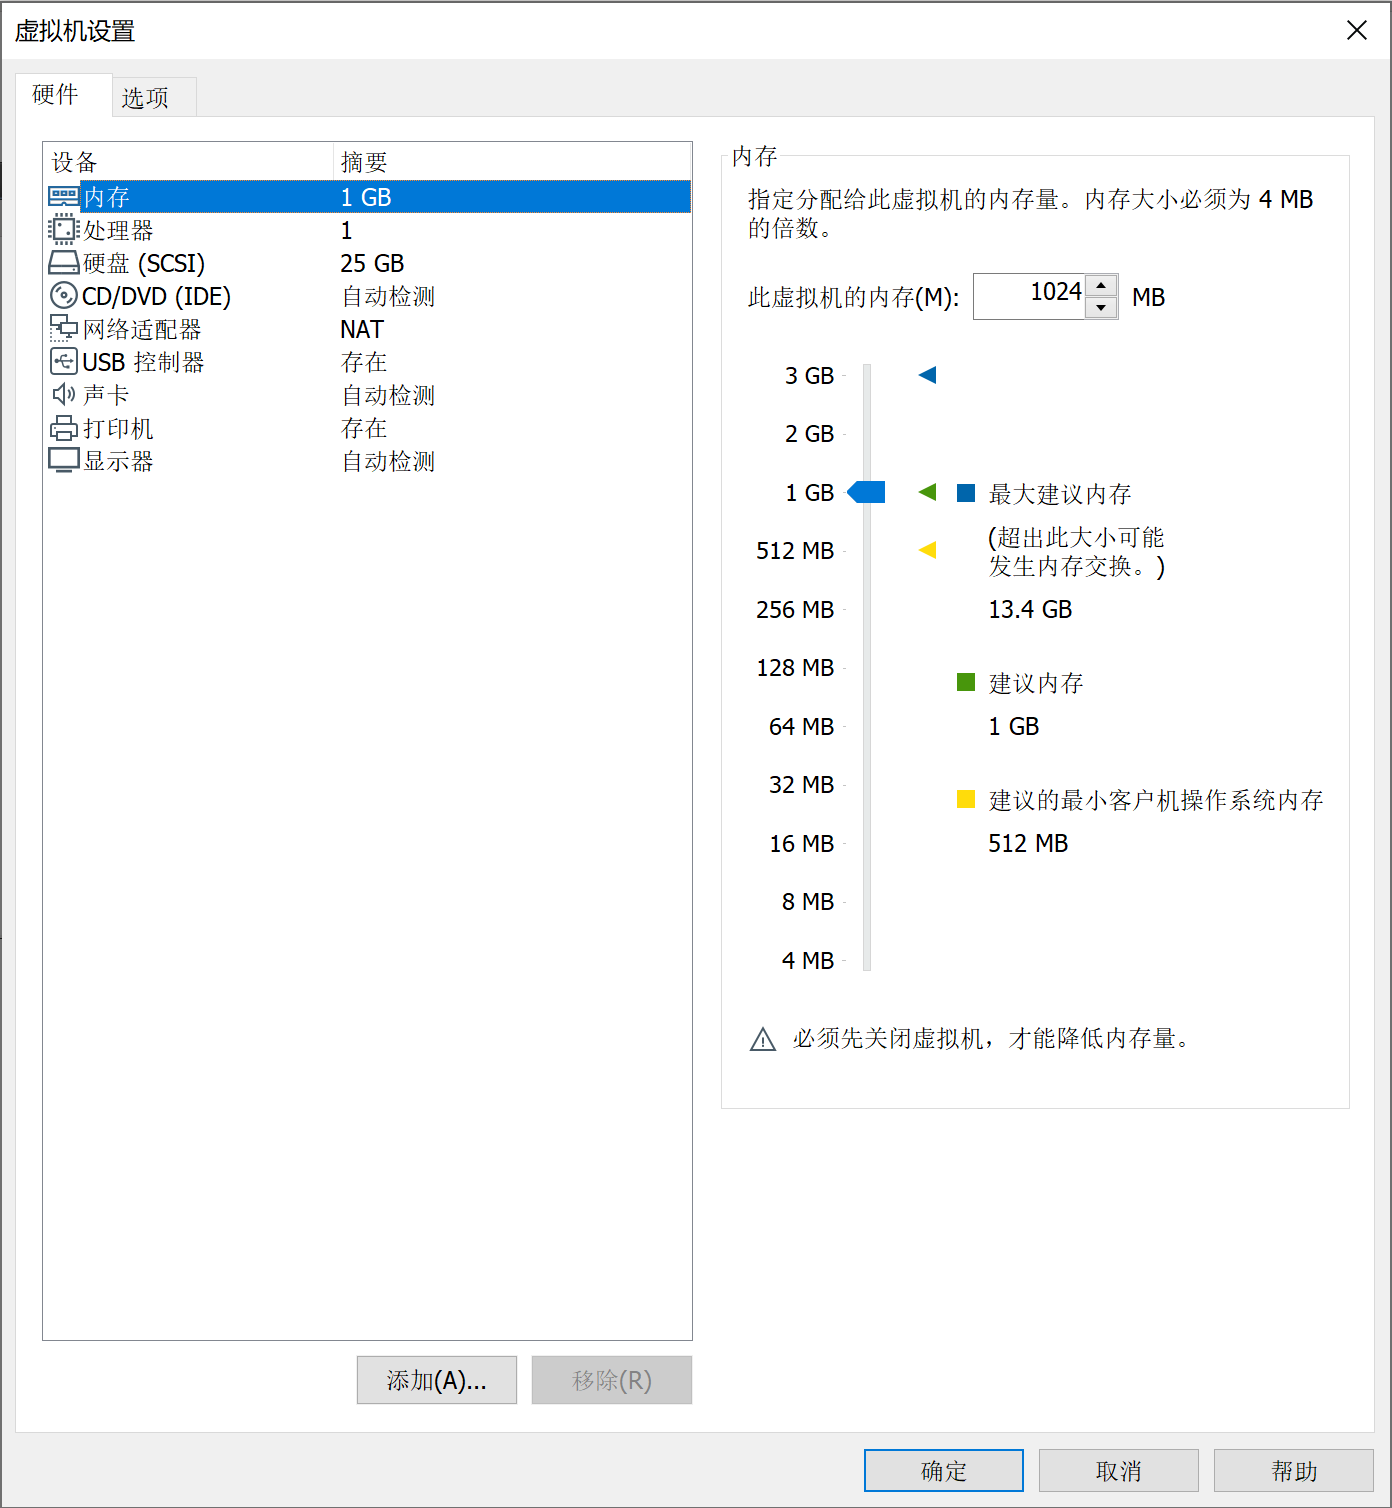 虚拟机设置
硬件
选项
设备 摘要
内存 1 GB
处理器 1
硬盘 (SCSI) 25 GB
CD/DVD (IDE) 自动检测
网络适配器 NAT
USB 控制器 存在
声卡 自动检测
打印机 存在
显示器 自动检测
添加(A)...
移除(R)
内存
指定分配给此虚拟机的内存量。内存大小必须为 4 MB
的倍数。
此虚拟机的内存(M): 1024 MB
3 GB
2 GB
1 GB
512 MB
256 MB
128 MB
64 MB
32 MB
16 MB
8 MB
4 MB
最大建议内存
(超出此大小可能
发生内存交换。)
13.4 GB
建议内存
1 GB
建议的最小客户机操作系统内存
512 MB
必须先关闭虚拟机，才能降低内存量。
确定
取消
帮助